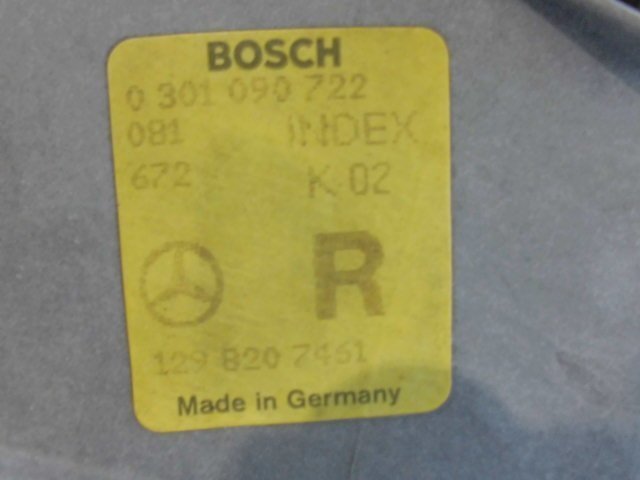 BOSCH
0 301 090 722
081 INDEX
672 K 02
R
129 820 7461
Made in Germany